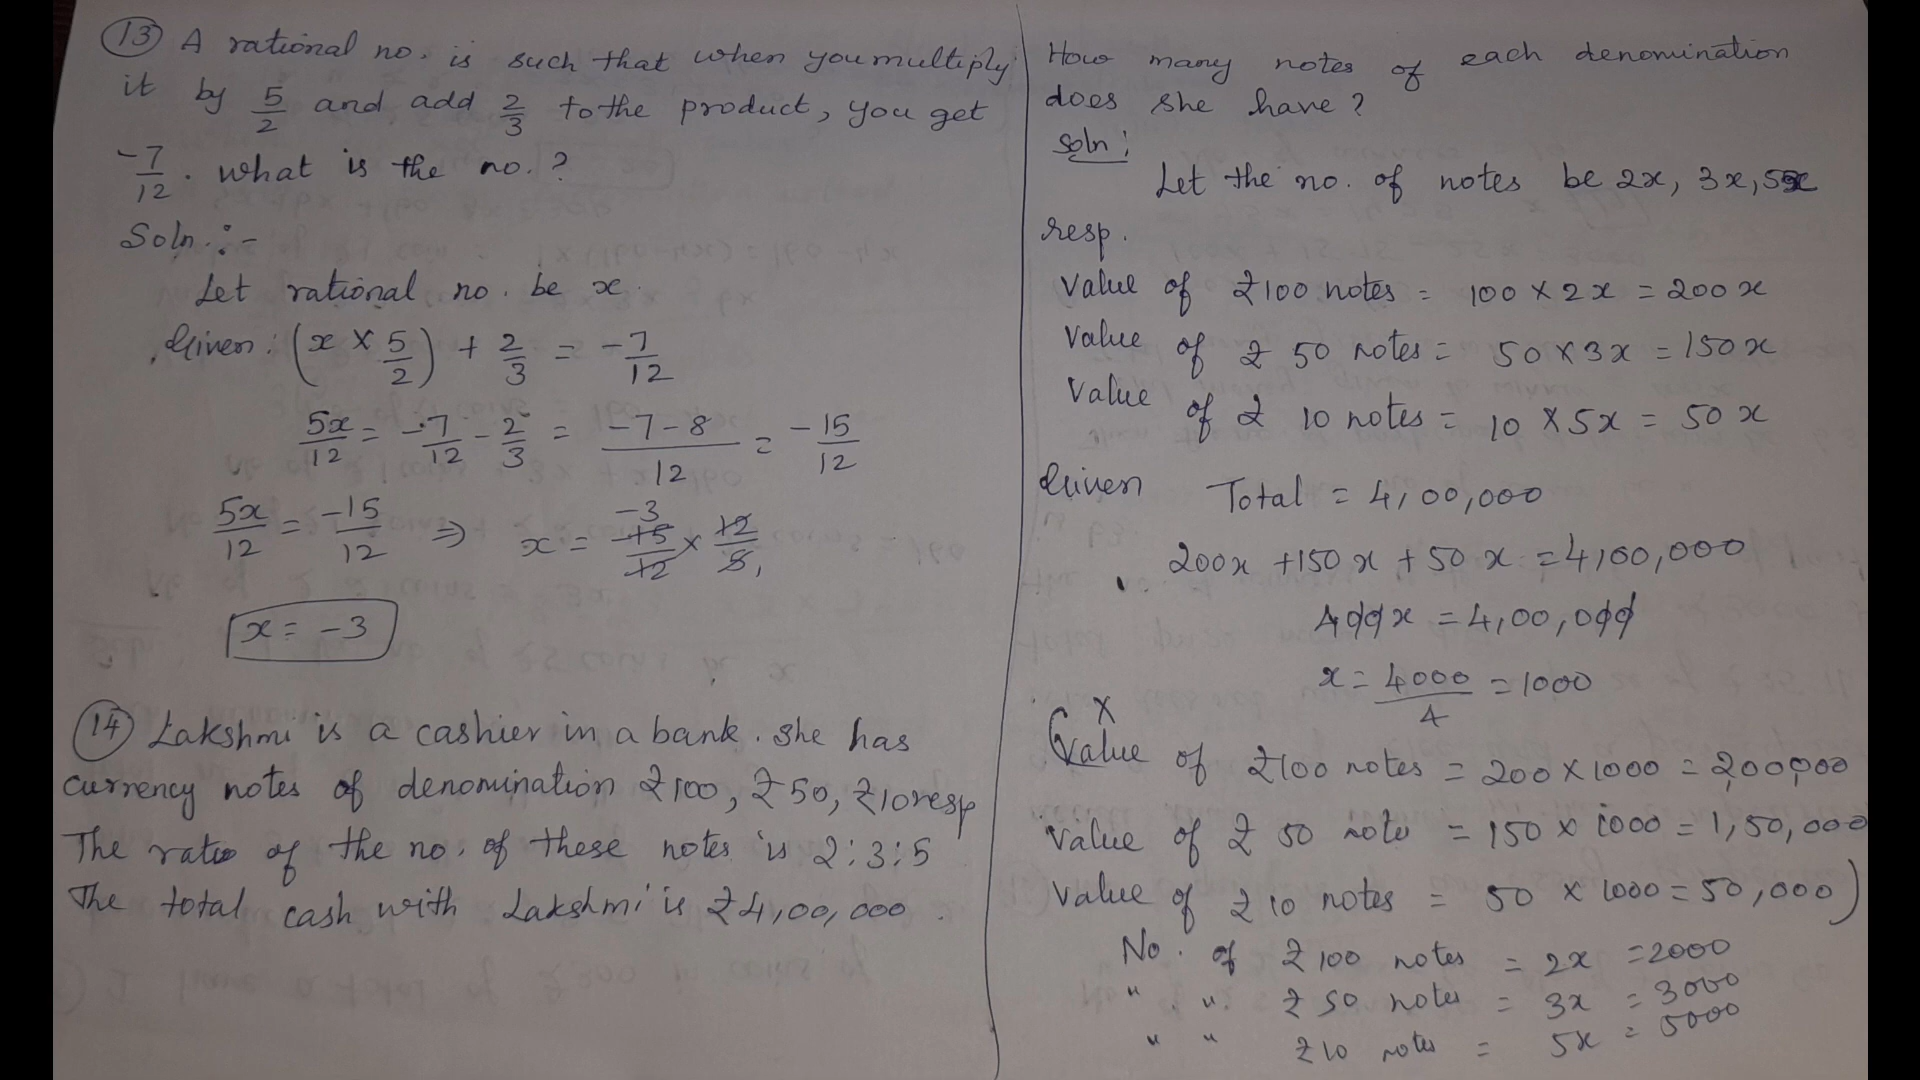 13 A rational no. is such that when you multiply
it by 5/2 and add 2/3 to the product, you get
-7/12. what is the no.?
Soln.:-
Let rational no. be x.
Given: (x × 5/2) + 2/3 = -7/12
5x/12 = -7/12 - 2/3 = -7-8/12 = -15/12
5x/12 = -15/12 ⇒ x = -15/12 × 12/5 -3 1
x = -3
14 Lakshmi is a cashier in a bank. she has
currency notes of denomination ₹100, ₹50, ₹10 resp
The ratio of the no. of these notes is 2:3:5
The total cash with Lakshmi is ₹4,00,000.
How many notes of each denomination
does she have?
Soln:
Let the no. of notes be 2x, 3x, 5x
resp.
Value of ₹100 notes = 100 × 2x = 200x
Value of ₹50 notes = 50 × 3x = 150x
Value of ₹10 notes = 10 × 5x = 50x
Given Total = 4,00,000
200x + 150x + 50x = 4,00,000
400x = 4,00,000
x = 4000/4 = 1000
x
(Value of ₹100 notes = 200 × 1000 = 2,00,000
Value of ₹50 note = 150 × 1000 = 1,50,000
Value of ₹10 notes = 50 × 1000 = 50,000)
No. of ₹100 notes = 2x = 2000
" " ₹50 notes = 3x = 3000
" " ₹10 notes = 5x = 5000